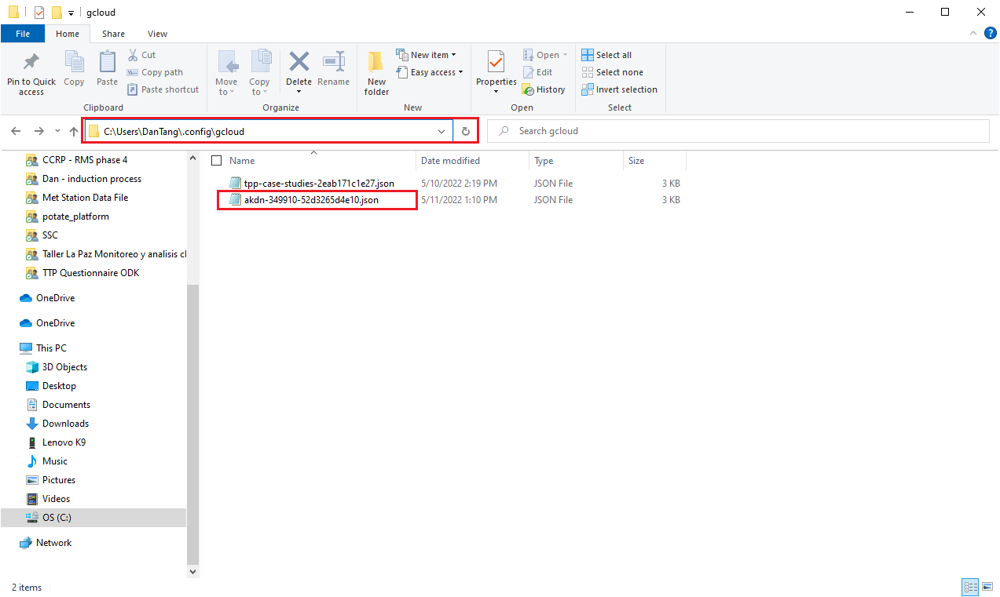 gcloud
File Home Share View
Pin to Quick access
Copy
Paste
Cut
Copy path
Paste shortcut
Clipboard
Move to
Copy to
Delete
Rename
Organize
New folder
New item
Easy access
New
Properties
Open
Edit
History
Open
Select all
Select none
Invert selection
Select
C:\Users\DanTang\.config\gcloud
Search gcloud
CCRP - RMS phase 4
Dan - induction process
Met Station Data File
potate_platform
SSC
Taller La Paz Monitoreo y analisis cl
TTP Questionnaire ODK
OneDrive
OneDrive
This PC
3D Objects
Desktop
Documents
Downloads
Lenovo K9
Music
Pictures
Videos
OS (C:)
Network
Name Date modified Type Size
tpp-case-studies-2eab171c1e27.json 5/10/2022 2:19 PM JSON File 3 KB
akdn-349910-52d3265d4e10.json 5/11/2022 1:10 PM JSON File 3 KB
2 items